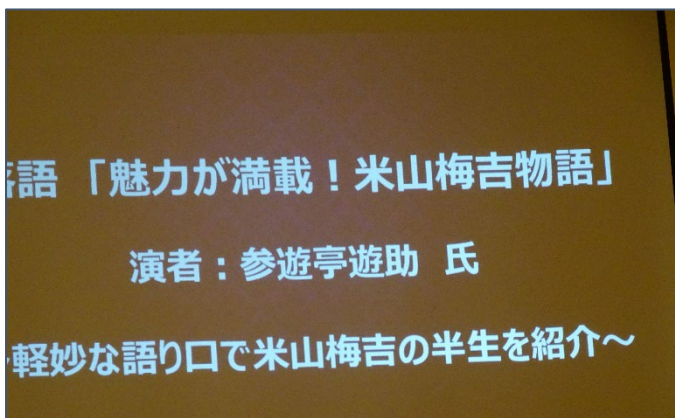 語 「魅力が満載！米山梅吉物語」
演者：参遊亭遊助 氏
軽妙な語り口で米山梅吉の半生を紹介～